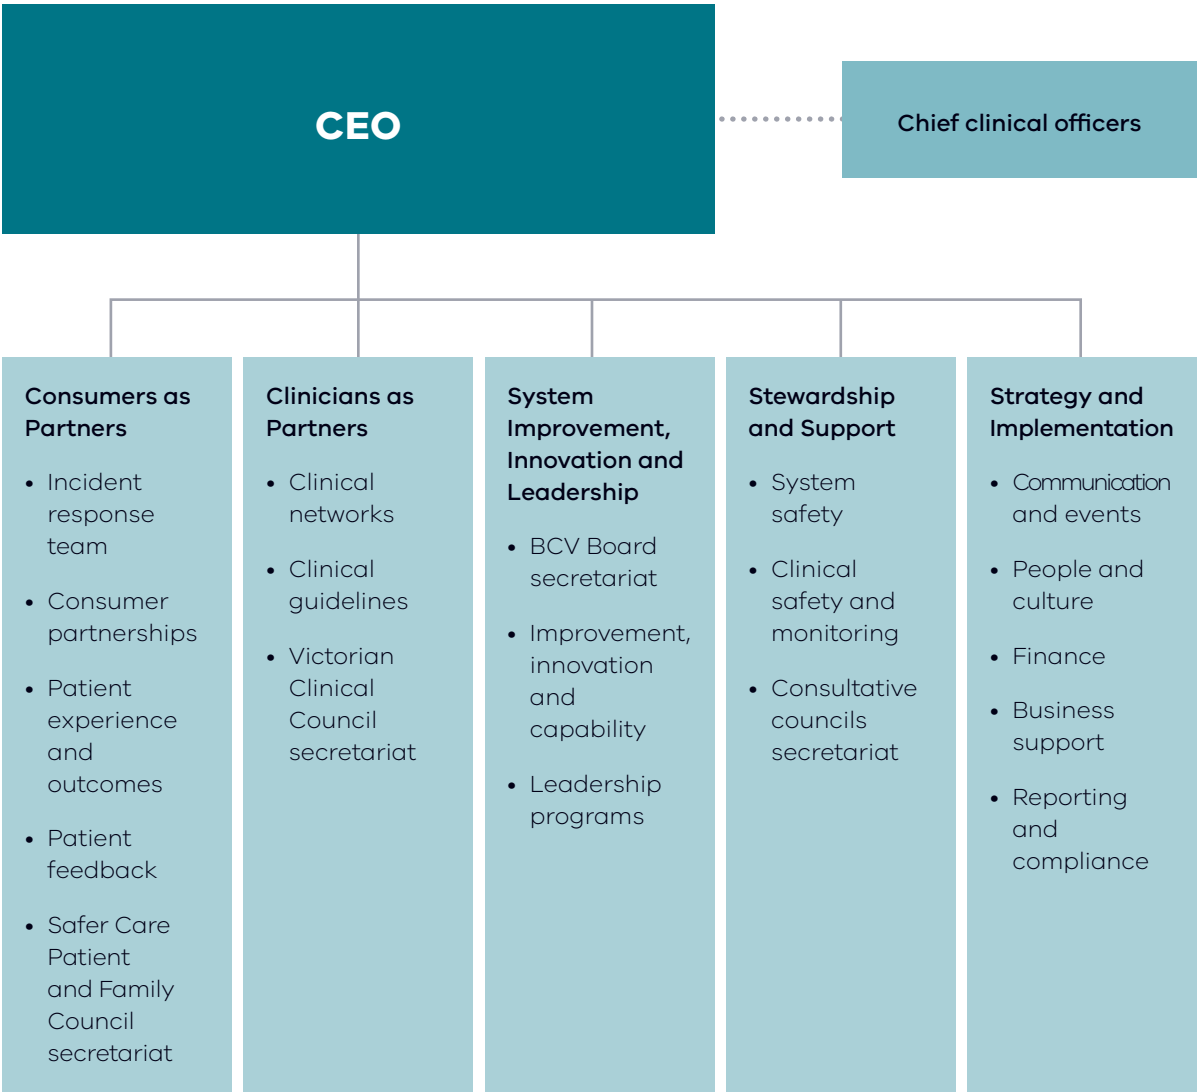 CEO
Chief clinical officers
Consumers as
Partners
• Incident
response
team
• Consumer
partnerships
• Patient
experience
and
outcomes
• Patient
feedback
• Safer Care
Patient
and Family
Council
secretariat
Clinicians as
Partners
• Clinical
networks
• Clinical
guidelines
• Victorian
Clinical
Council
secretariat
System
Improvement,
Innovation and
Leadership
• BCV Board
secretariat
• Improvement,
innovation
and
capability
• Leadership
programs
Stewardship
and Support
• System
safety
• Clinical
safety and
monitoring
• Consultative
councils
secretariat
Strategy and
Implementation
• Communication
and events
• People and
culture
• Finance
• Business
support
• Reporting
and
compliance